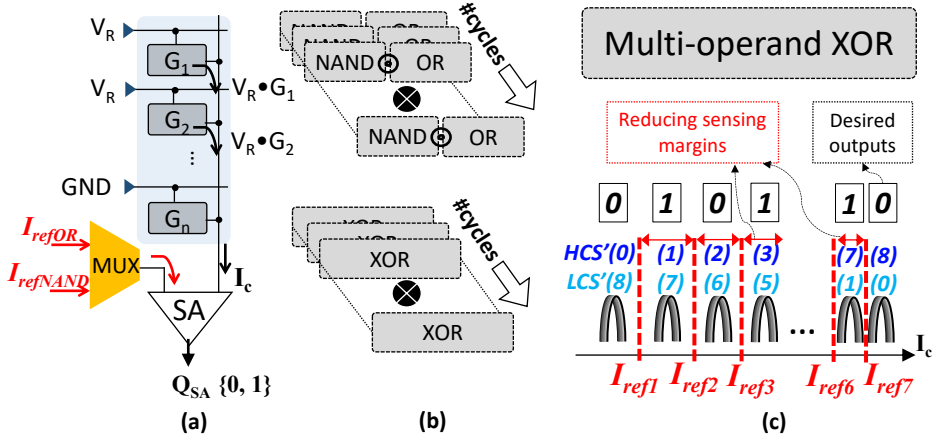 V_R
G_1
V_R
V_R•G_1
G_2
V_R•G_2
...
GND
G_n
I_refOR
I_refNAND
MUX
I_c
SA
Q_SA {0, 1}
(a)
#cycles
NAND
OR
NAND
OR
#cycles
XOR
XOR
(b)
Multi-operand XOR
Reducing sensing
margins
Desired
outputs
0 1 0 1 1 0
HCS'(0) (1) (2) (3) (7) (8)
LCS'(8) (7) (6) (5) (1) (0)
...
I_c
I_ref1 I_ref2 I_ref3 I_ref6 I_ref7
(c)